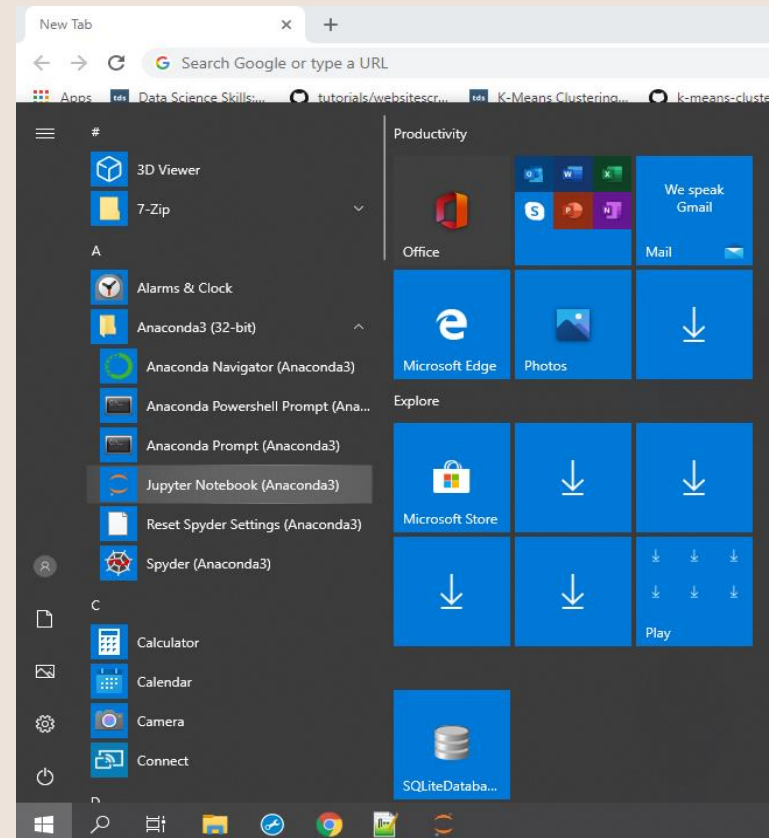 New Tab
Search Google or type a URL
Apps
tds
Data Science Skills:...
tutorials/websitescr...
tds
K-Means Clustering...
k-means-cluste
#
3D Viewer
7-Zip
A
Alarms & Clock
Anaconda3 (32-bit)
Anaconda Navigator (Anaconda3)
Anaconda Powershell Prompt (Ana...
Anaconda Prompt (Anaconda3)
Jupyter Notebook (Anaconda3)
Reset Spyder Settings (Anaconda3)
Spyder (Anaconda3)
C
Calculator
Calendar
Camera
Connect
Productivity
Office
We speak
Gmail
Mail
Microsoft Edge
Photos
Explore
Microsoft Store
Play
SQLiteDataba...